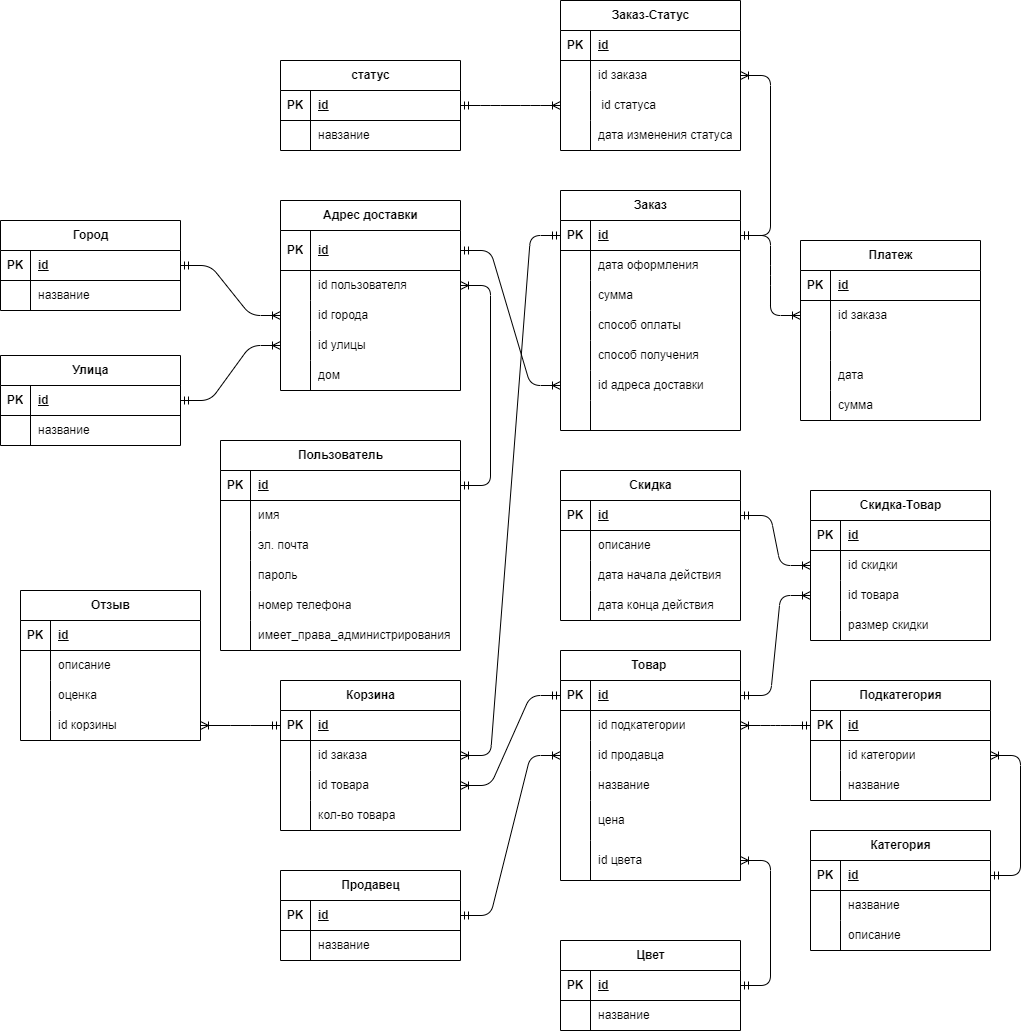 Заказ-Статус
PK id
id заказа
id статуса
дата изменения статуса
статус
PK id
навзание
Адрес доставки
PK id
id пользователя
id города
id улицы
дом
Заказ
PK id
дата оформления
сумма
способ оплаты
способ получения
id адреса доставки
Город
PK id
название
Платеж
PK id
id заказа
дата
сумма
Улица
PK id
название
Пользователь
PK id
имя
эл. почта
пароль
номер телефона
имеет_права_администрирования
Скидка
PK id
описание
дата начала действия
дата конца действия
Скидка-Товар
PK id
id скидки
id товара
размер скидки
Отзыв
PK id
описание
оценка
id корзины
Корзина
PK id
id заказа
id товара
кол-во товара
Товар
PK id
id подкатегории
id продавца
название
цена
id цвета
Подкатегория
PK id
id категории
название
Категория
PK id
название
описание
Продавец
PK id
название
Цвет
PK id
название